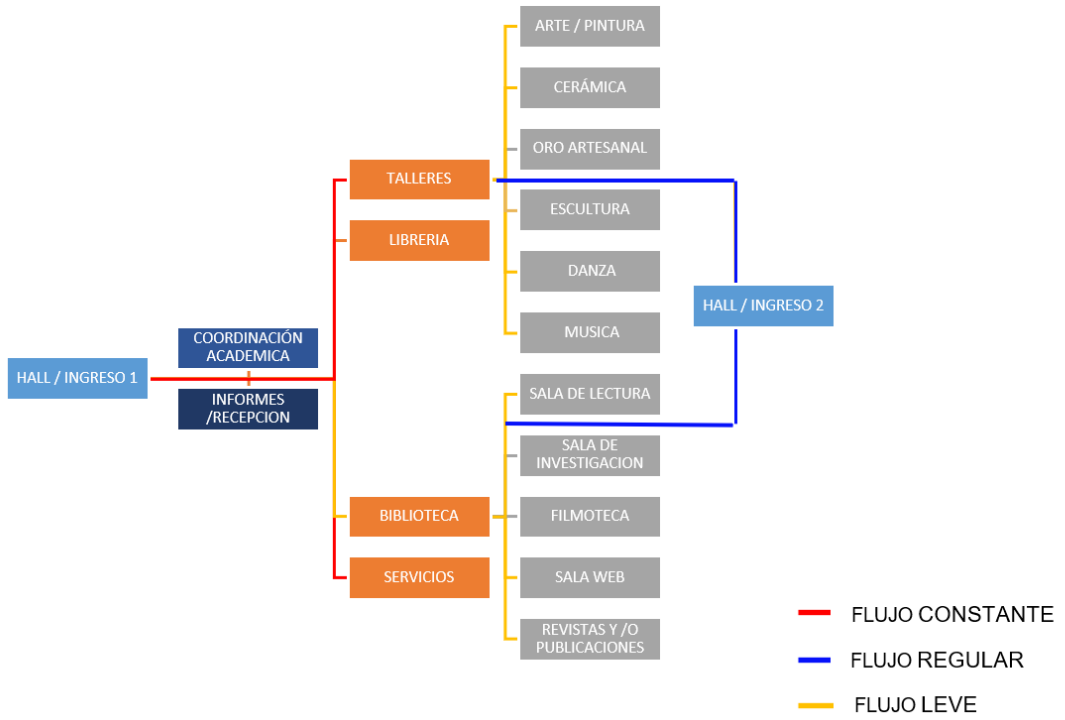 ARTE / PINTURA
CERÁMICA
ORO ARTESANAL
TALLERES
ESCULTURA
LIBRERIA
DANZA
HALL / INGRESO 2
MUSICA
COORDINACIÓN
ACADEMICA
HALL / INGRESO 1
INFORMES
/RECEPCION
SALA DE LECTURA
SALA DE
INVESTIGACION
BIBLIOTECA
FILMOTECA
SERVICIOS
SALA WEB
REVISTAS Y /O
PUBLICACIONES
FLUJO CONSTANTE
FLUJO REGULAR
FLUJO LEVE